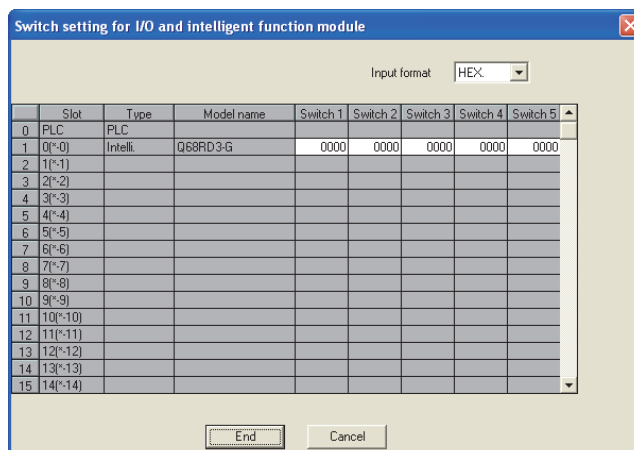 Switch setting for I/O and intelligent function module
Input format HEX.
Slot Type Model name Switch 1 Switch 2 Switch 3 Switch 4 Switch 5
0 PLC PLC
1 0(*-0) Intelli. Q68RD3-G 0000 0000 0000 0000 0000
2 1(*-1)
3 2(*-2)
4 3(*-3)
5 4(*-4)
6 5(*-5)
7 6(*-6)
8 7(*-7)
9 8(*-8)
10 9(*-9)
11 10(*-10)
12 11(*-11)
13 12(*-12)
14 13(*-13)
15 14(*-14)
End Cancel